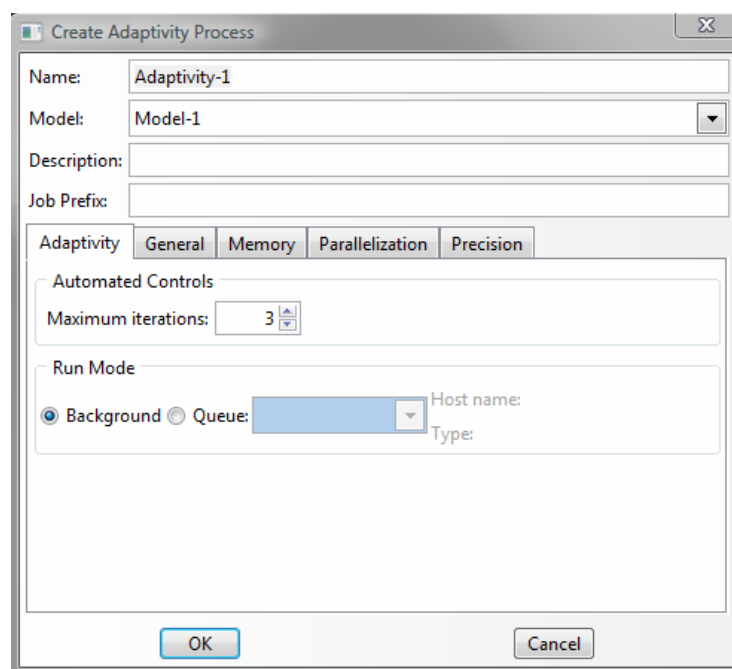 Create Adaptivity Process
Name: Adaptivity-1
Model: Model-1
Description:
Job Prefix:
Adaptivity General Memory Parallelization Precision
Automated Controls
Maximum iterations: 3
Run Mode
Background Queue: Host name:
Type:
OK Cancel